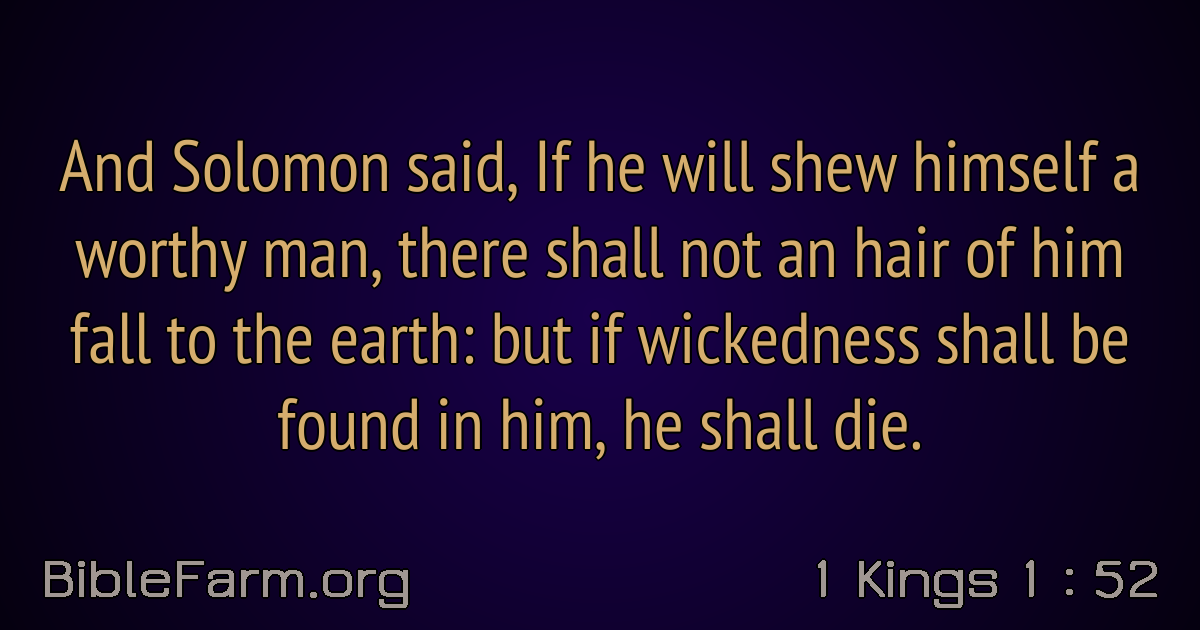 And Solomon said, If he will shew himself a
worthy man, there shall not an hair of him
fall to the earth: but if wickedness shall be
found in him, he shall die.
BibleFarm.org
1 Kings 1 : 52